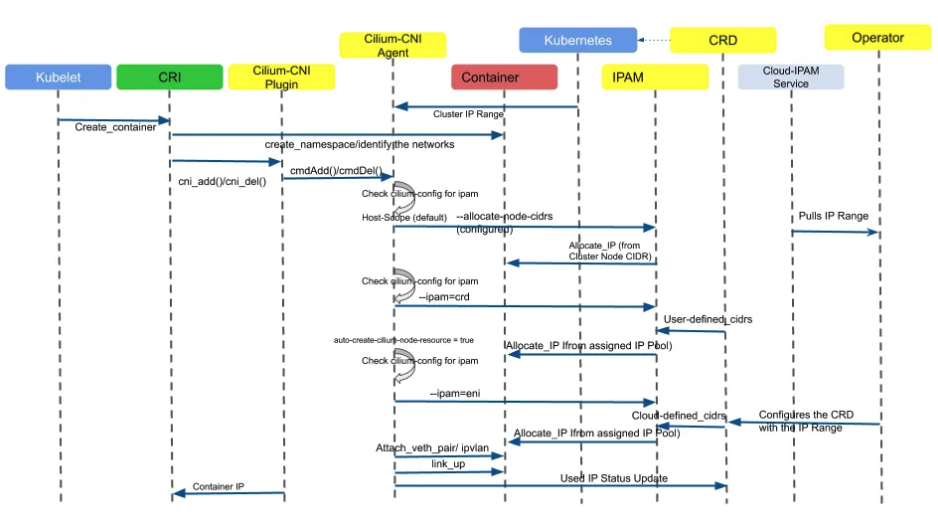 Kubelet
CRI
Cilium-CNI
Plugin
Cilium-CNI
Agent
Container
Kubernetes
IPAM
CRD
Cloud-IPAM
Service
Operator
Cluster IP Range
Create_container
create_namespace/identify the networks
cni_add()/cni_del()
cmdAdd()/cmdDel()
Check cilium-config for ipam
Host-Scope (default)
--allocate-node-cidrs
(configured)
Pulls IP Range
Allocate_IP (from
Cluster Node CIDR)
Check cilium-config for ipam
--ipam=crd
User-defined_cidrs
auto-create-cilium-node-resource = true
Allocate_IP Ifrom assigned IP Pool)
Check cilium-config for ipam
--ipam=eni
Cloud-defined_cidrs
Configures the CRD
with the IP Range
Allocate_IP Ifrom assigned IP Pool)
Attach_veth_pair/ ipvlan
link_up
Used IP Status Update
Container IP